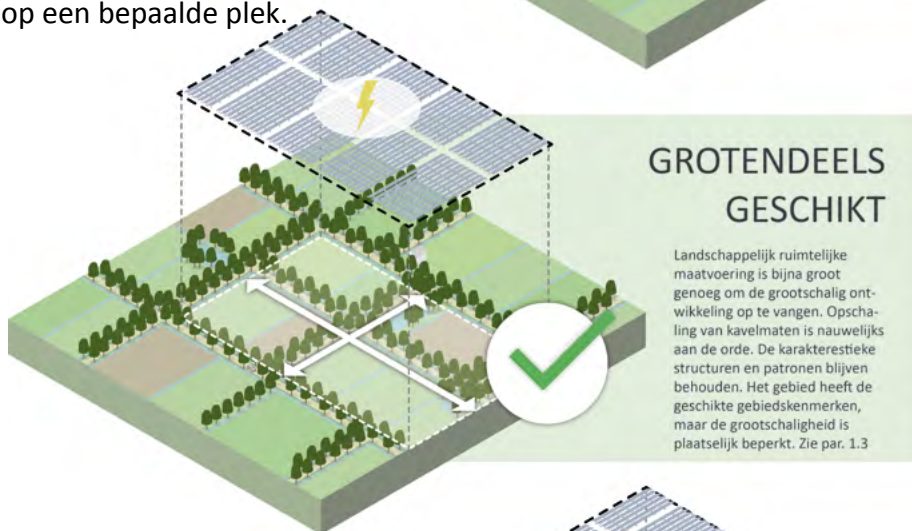 op een bepaalde plek.
GROTENDEELS
GESCHIKT
Landschappelijk ruimtelijke
maatvoering is bijna groot
genoeg om de grootschalig ont-
wikkeling op te vangen. Opscha-
ling van kavelmaten is nauwelijks
aan de orde. De karakterestieke
structuren en patronen blijven
behouden. Het gebied heeft de
geschikte gebiedskenmerken,
maar de grootschaligheid is
plaatselijk beperkt. Zie par. 1.3